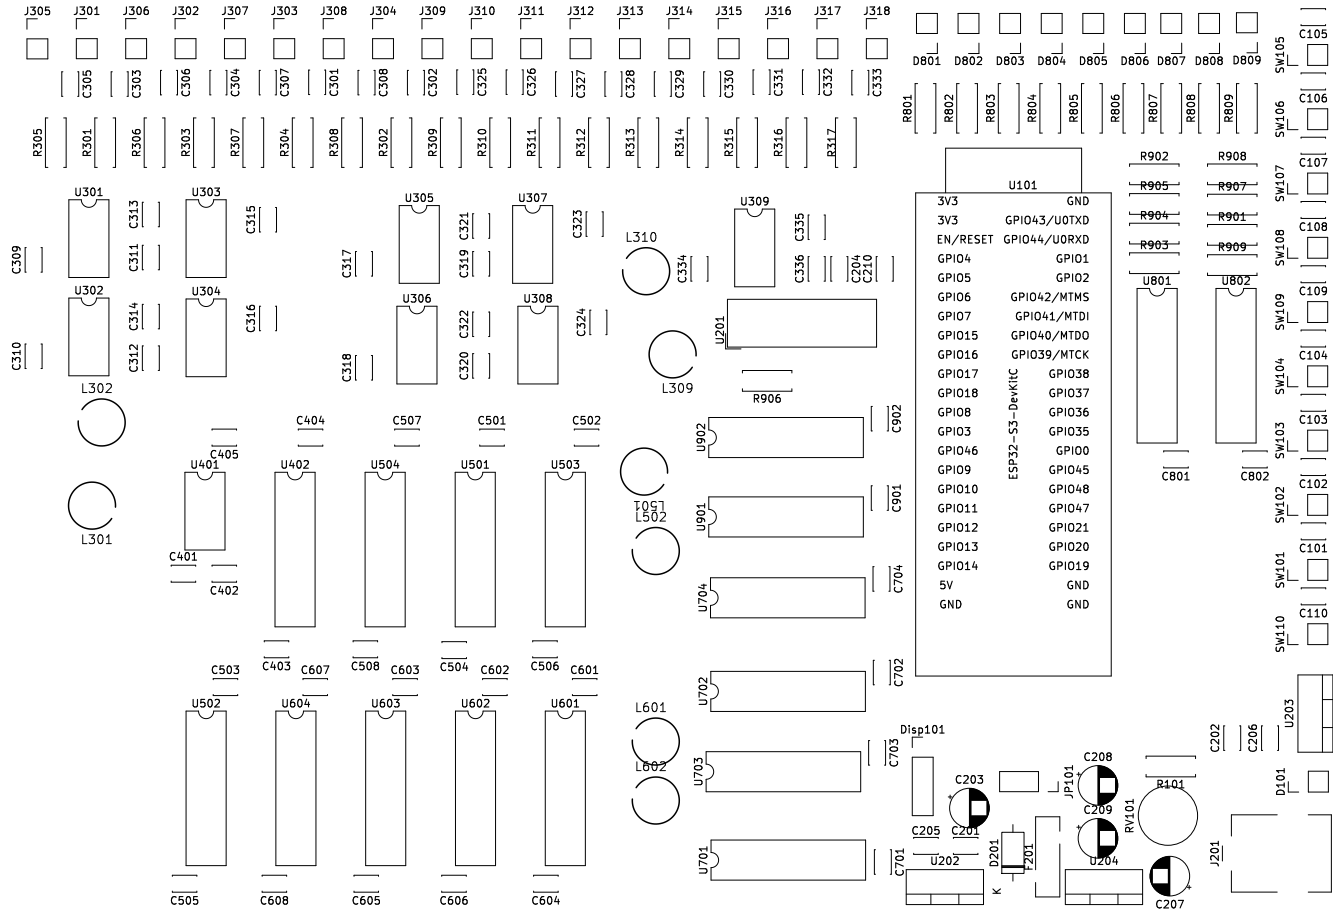 J305 J301 J306 J302 J307 J303 J308 J304 J309 J310 J311 J312 J313 J314 J315 J316 J317 J318
D801 D802 D803 D804 D805 D806 D807 D808 D809
SW105 C105
C305 C303 C306 C304 C307 C301 C308 C302 C325 C326 C327 C328 C329 C330 C331 C332 C333
R801 R802 R803 R804 R805 R806 R807 R808 R809
SW106 C106
R305 R301 R306 R303 R307 R304 R308 R302 R309 R310 R311 R312 R313 R314 R315 R316 R317
R902 R908
SW107 C107
R905 R907
R904 R901
R903 R909
SW108 C108
U301 C313 U303 C315 U305 C321 U307 C323 U309 C335
C309 C311 C317 C319 L310 C334 C336 C204 C210
U302 C314 U304 C316 U306 C322 U308 C324 U201
C310 C312 C318 C320 L309
R906
U101
3V3 GND
3V3 GPIO43/U0TXD
EN/RESET GPIO44/U0RXD
GPIO4 GPIO1
GPIO5 GPIO2
GPIO6 GPIO42/MTMS
GPIO7 GPIO41/MTDI
GPIO15 GPIO40/MTDO
GPIO16 GPIO39/MTCK
GPIO17 GPIO38
GPIO18 GPIO37
GPIO8 GPIO36
GPIO3 GPIO35
GPIO46 GPIO0
GPIO9 GPIO45
GPIO10 GPIO48
GPIO11 GPIO47
GPIO12 GPIO21
GPIO13 GPIO20
GPIO14 GPIO19
5V GND
GND GND
ESP32-S3-DevKitC
U801 U802
SW109 C109
SW104 C104
SW103 C103
C801 C802
SW102 C102
SW101 C101
SW110 C110
L302
C404 C507 C501 C502
C405
U902 C902
U401 U402 U504 U501 U503
L501
L502
U901 C901
L301
C401
C402
U704 C704
C403 C508 C504 C506
C503 C607 C603 C602 C601
U702 C702
U502 U604 U603 U602 U601
L601
L602
U703 C703
Disp101
C203
JP101
C208
C209
RV101
R101
C202 C206
U203
D101
C205 C201
U202
D201
K
F201
U204
C207
J201
U701 C701
C505 C608 C605 C606 C604